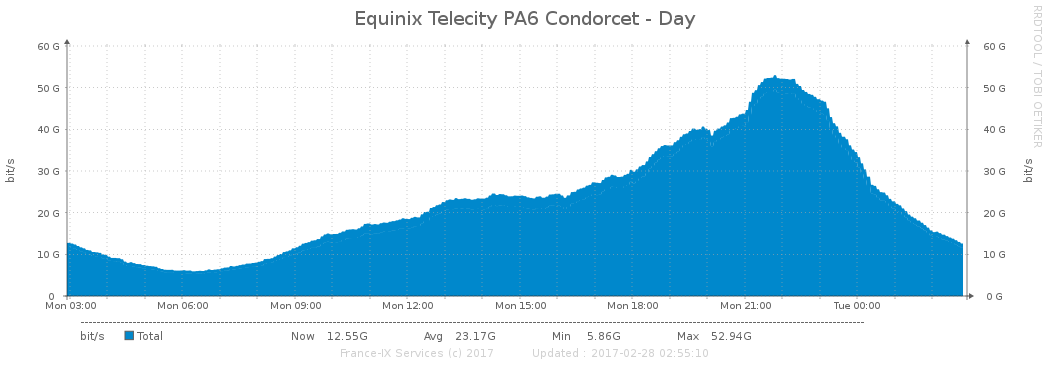 Equinix Telecity PA6 Condorcet - Day
RRDTOOL / TOBI OETIKER
60 G 60 G
50 G 50 G
40 G 40 G
30 G 30 G
20 G 20 G
10 G 10 G
0 0 G
bit/s bit/s
Mon 03:00 Mon 06:00 Mon 09:00 Mon 12:00 Mon 15:00 Mon 18:00 Mon 21:00 Tue 00:00
bit/s Total Now 12.55G Avg 23.17G Min 5.86G Max 52.94G
France-IX Services (c) 2017 Updated : 2017-02-28 02:55:10